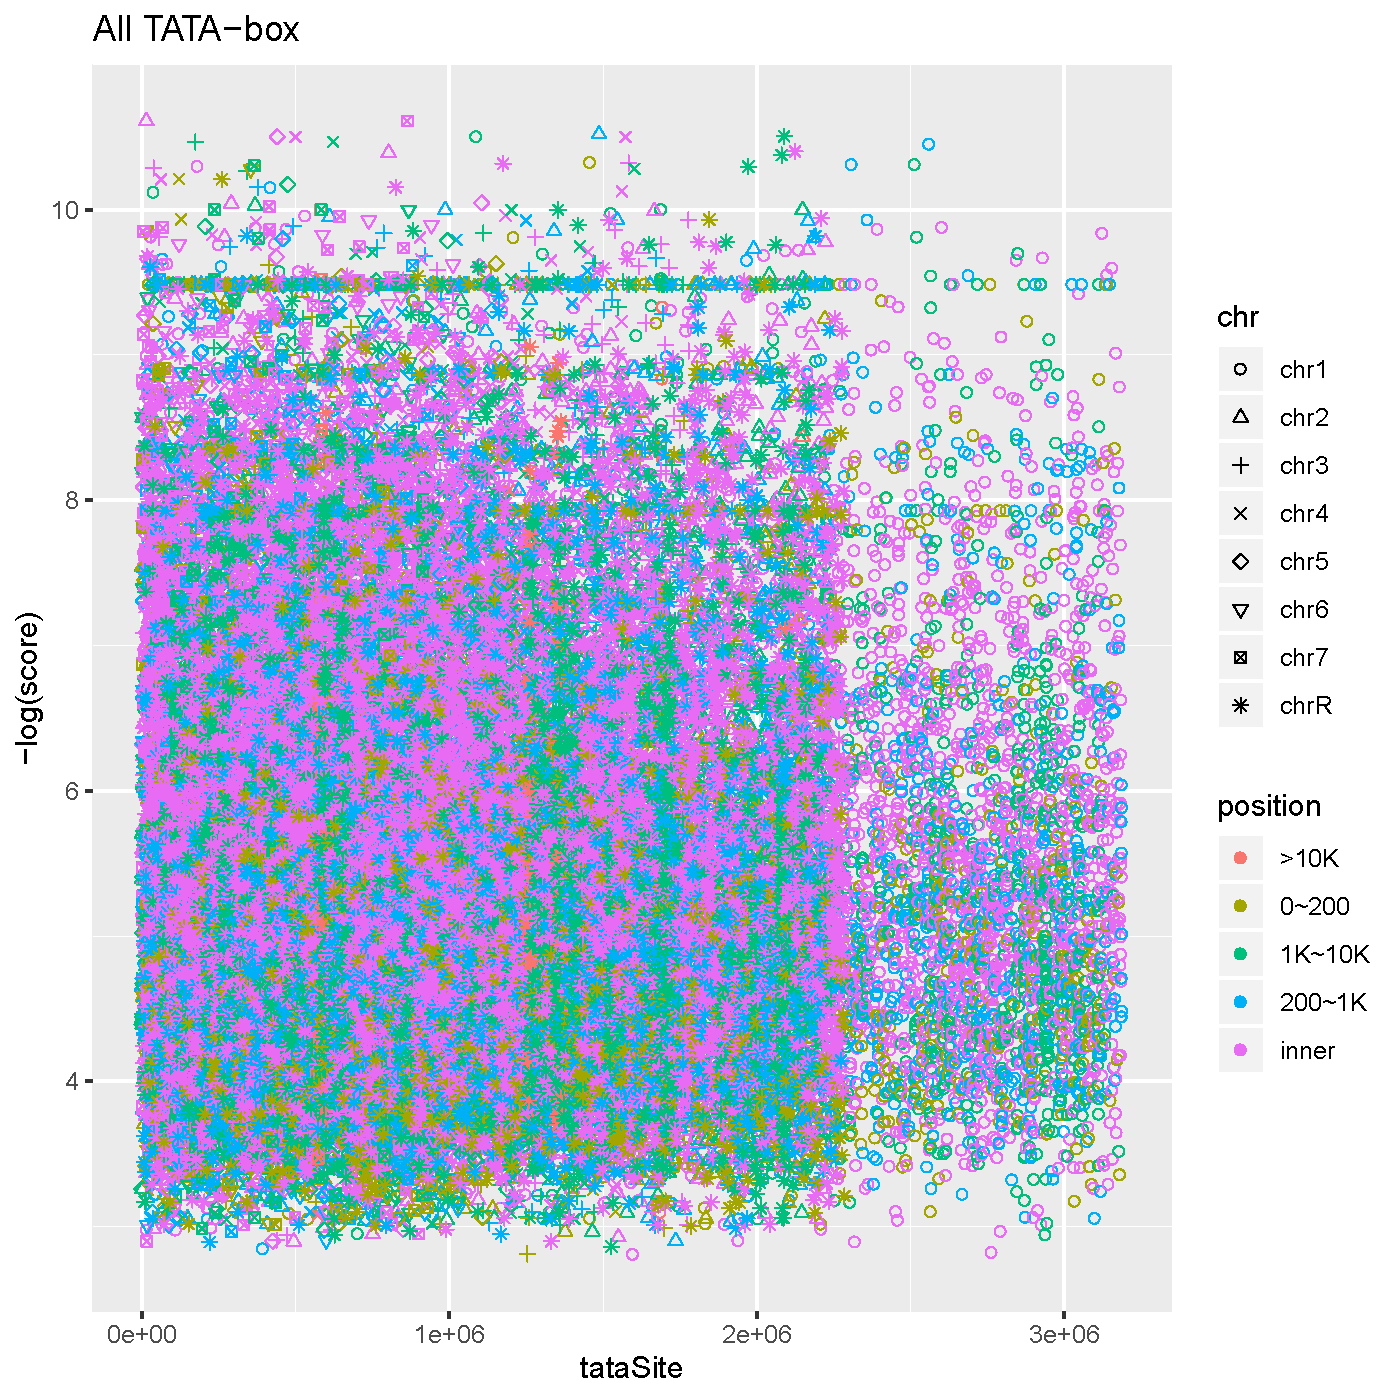 All TATA−box
10
8
6
4
−log(score)
0e+00
1e+06
2e+06
3e+06
tataSite
chr
chr1
chr2
chr3
chr4
chr5
chr6
chr7
chrR
position
>10K
0~200
1K~10K
200~1K
inner